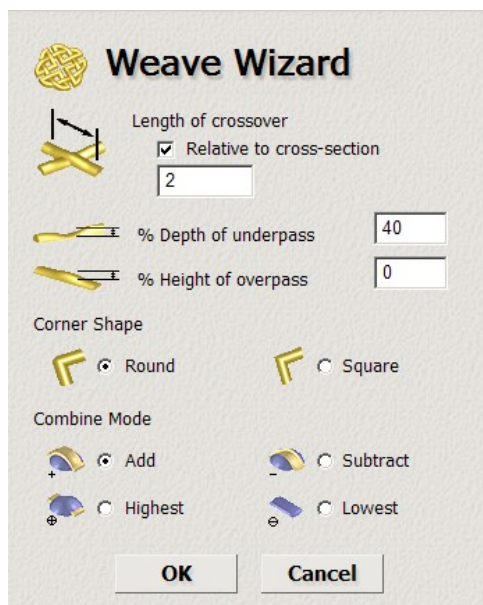 Weave Wizard
Length of crossover
Relative to cross-section
2
% Depth of underpass 40
% Height of overpass 0
Corner Shape
Round Square
Combine Mode
Add Subtract
Highest Lowest
OK Cancel